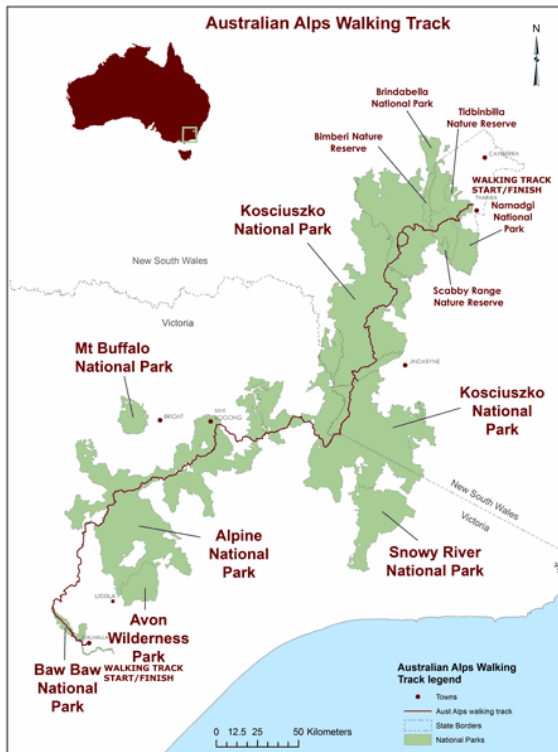 Australian Alps Walking Track
N
Brindabella
National Park
Tidbinbilla
Nature Reserve
Bimberi Nature
Reserve
CANBERRA
WALKING TRACK
START/FINISH
THARWA
Namadgi
National
Park
Kosciuszko
National Park
Scabby Range
Nature Reserve
New South Wales
Victoria
Mt Buffalo
National Park
JINDABYNE
BRIGHT
MT BOGONG
Kosciuszko
National
Park
New South Wales
Victoria
Alpine
National
Park
Snowy River
National Park
LICOLA
Avon
Wilderness
Park
WALHALLA
Baw Baw
National
Park
WALKING TRACK
START/FINISH
Australian Alps Walking
Track legend
Towns
Aust Alps walking track
State Borders
National Parks
0 12.5 25 50 Kilometers